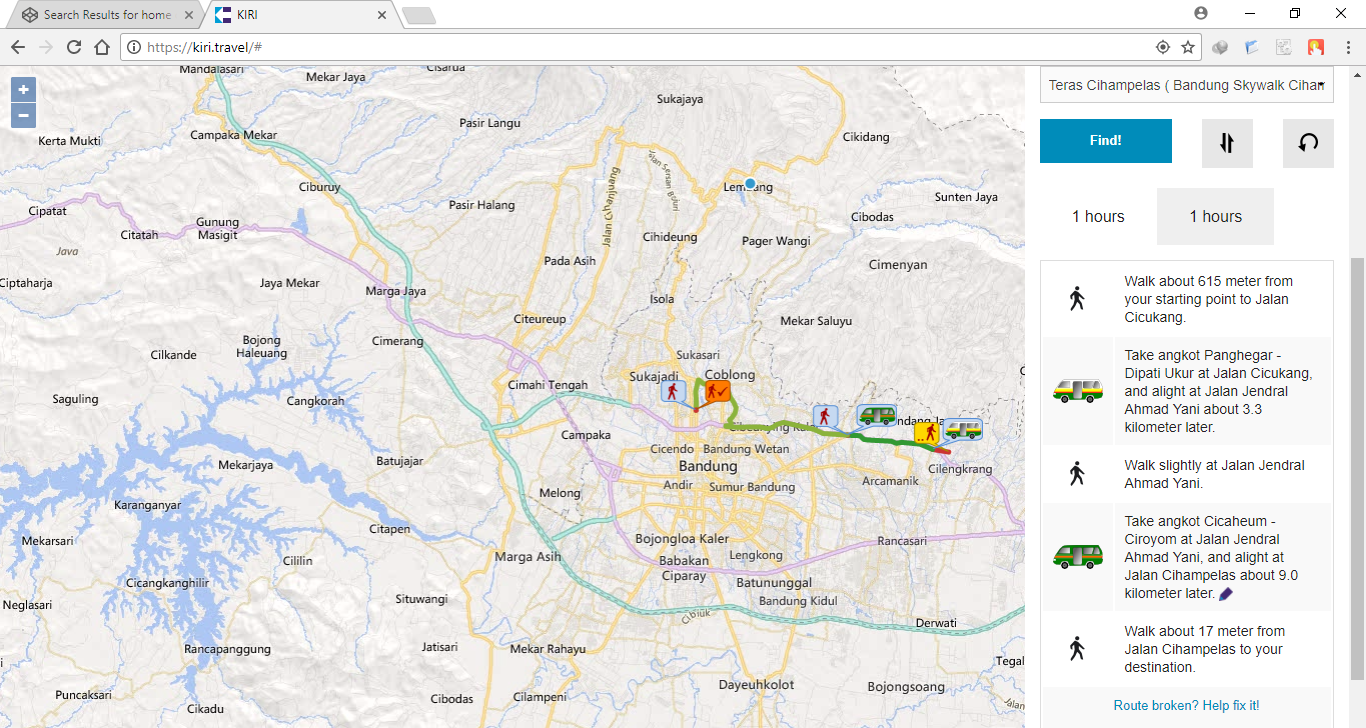 Search Results for home
KIRI
https://kiri.travel/#
Mandalasari
Mekar Jaya
Cisarua
Sukajaya
Kerta Mukti
Campaka Mekar
Pasir Langu
Cikidang
Jalan Sersan Bajuri
Ciburuy
Lembang
Cipatat
Gunung
Masigit
Pasir Halang
Jalan Cihanjuang
Cibodas
Sunten Jaya
Citatah
Cihideung
Pager Wangi
Java
Pada Asih
Cimenyan
Ciptaharja
Jaya Mekar
Marga Jaya
Isola
Citeureup
Mekar Saluyu
Bojong
Haleuang
Cimerang
Cilkande
Sukasari
Sukajadi
Coblong
Cimahi Tengah
Saguling
Cangkorah
Campaka
Cibeunying Kulon
Cicendo
Bandung Wetan
Mekarjaya
Batujajar
Bandung
Cilengkrang
Andir
Sumur Bandung
Arcamanik
Melong
Karanganyar
Citapen
Mekarsari
Bojongloa Kaler
Rancasari
Marga Asih
Lengkong
Cililin
Babakan
Ciparay
Cicangkanghilir
Batununggal
Neglasari
Situwangi
Bandung Kidul
Cibiuk
Derwati
Rancapanggung
Jatisari
Mekar Rahayu
Tegal
Puncaksari
Cibodas
Cilampeni
Dayeuhkolot
Bojongsoang
Jalan
Cikadu
Teras Cihampelas ( Bandung Skywalk Cihan
Find!
1 hours
1 hours
Walk about 615 meter from
your starting point to Jalan
Cicukang.
Take angkot Panghegar -
Dipati Ukur at Jalan Cicukang,
and alight at Jalan Jendral
Ahmad Yani about 3.3
kilometer later.
Walk slightly at Jalan Jendral
Ahmad Yani.
Take angkot Cicaheum -
Ciroyom at Jalan Jendral
Ahmad Yani, and alight at
Jalan Cihampelas about 9.0
kilometer later.
Walk about 17 meter from
Jalan Cihampelas to your
destination.
Route broken? Help fix it!